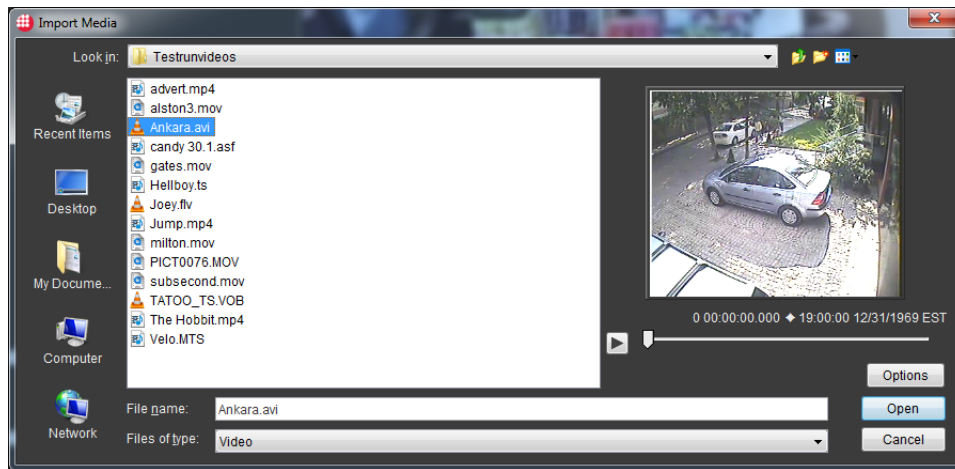 Import Media
Look in:
Testrunvideos
Recent Items
Desktop
My Docume...
Computer
Network
advert.mp4
alston3.mov
Ankara.avi
candy 30.1.asf
gates.mov
Hellboy.ts
Joey.flv
Jump.mp4
milton.mov
PICT0076.MOV
subsecond.mov
TATOO_TS.VOB
The Hobbit.mp4
Velo.MTS
0 00:00:00.000 ◆ 19:00:00 12/31/1969 EST
Options
File name:
Ankara.avi
Open
Files of type:
Video
Cancel